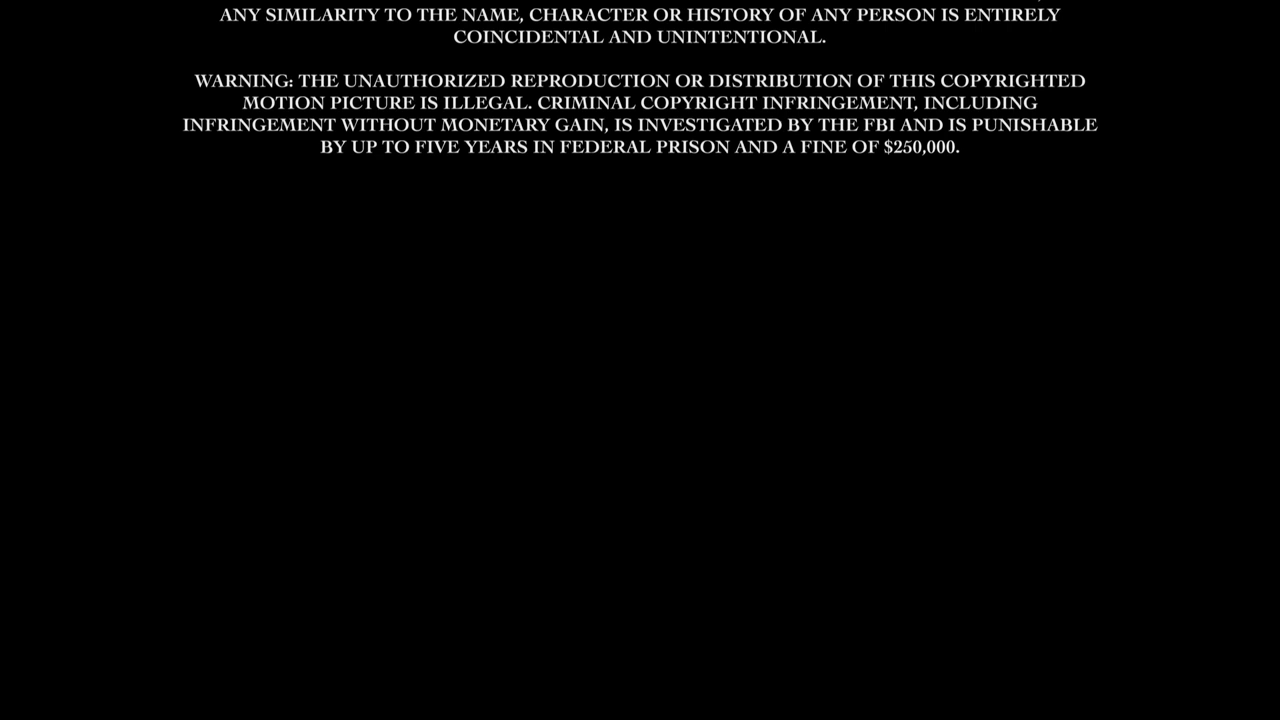 ANY SIMILARITY TO THE NAME, CHARACTER OR HISTORY OF ANY PERSON IS ENTIRELY
COINCIDENTAL AND UNINTENTIONAL.
WARNING: THE UNAUTHORIZED REPRODUCTION OR DISTRIBUTION OF THIS COPYRIGHTED
MOTION PICTURE IS ILLEGAL. CRIMINAL COPYRIGHT INFRINGEMENT, INCLUDING
INFRINGEMENT WITHOUT MONETARY GAIN, IS INVESTIGATED BY THE FBI AND IS PUNISHABLE
BY UP TO FIVE YEARS IN FEDERAL PRISON AND A FINE OF $250,000.